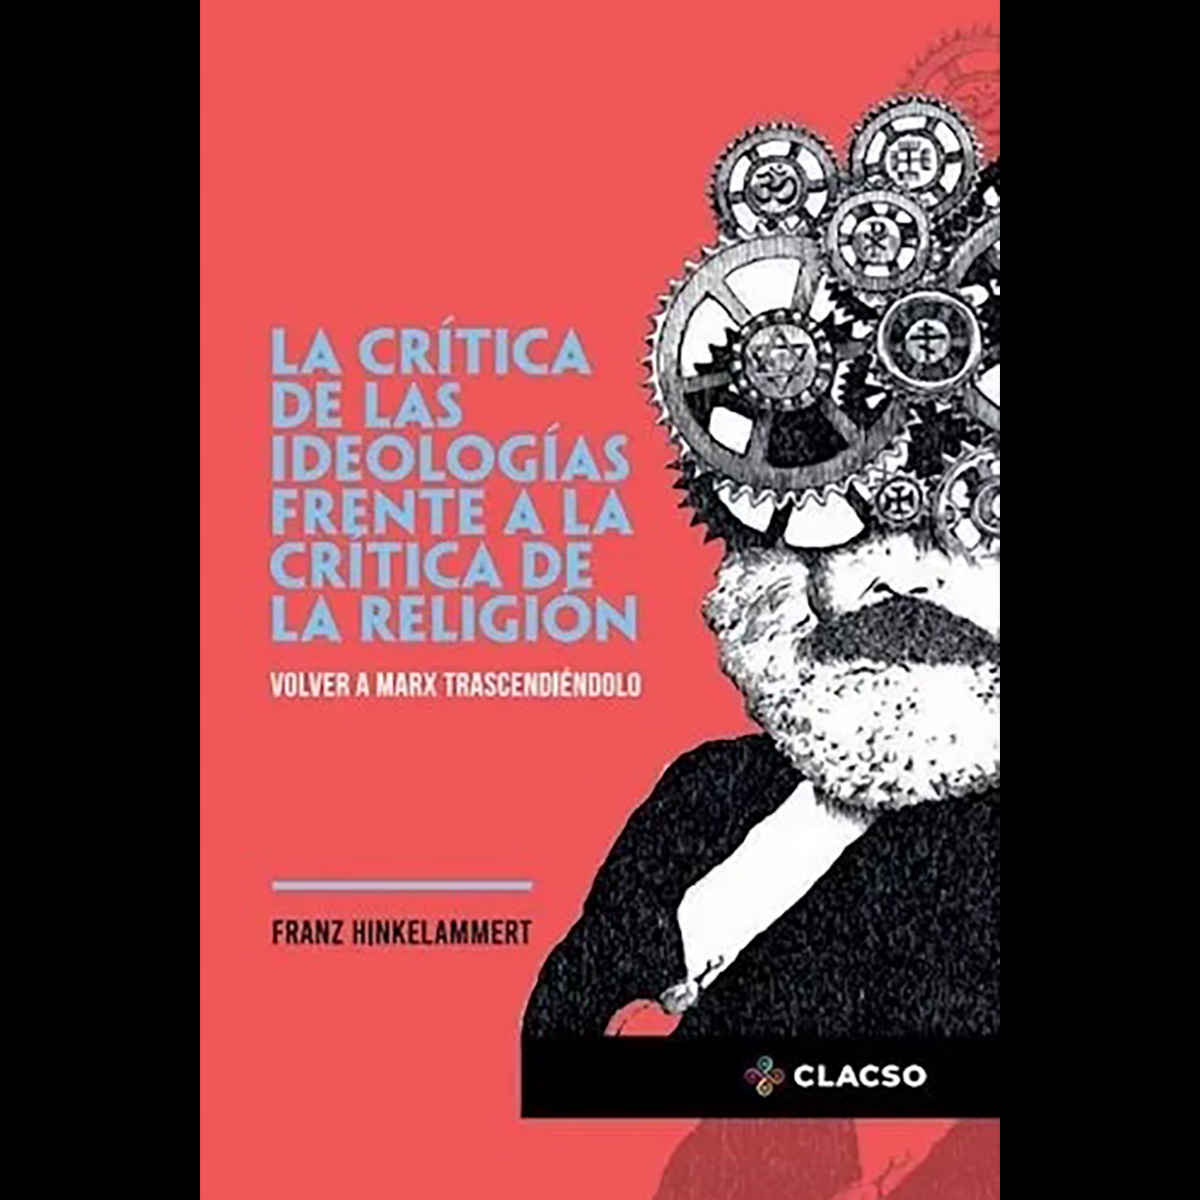 LA CRÍTICA
DE LAS
IDEOLOGÍAS
FRENTE A LA
CRÍTICA DE
LA RELIGIÓN
VOLVER A MARX TRASCENDIÉNDOLO
FRANZ HINKELAMMERT
CLACSO